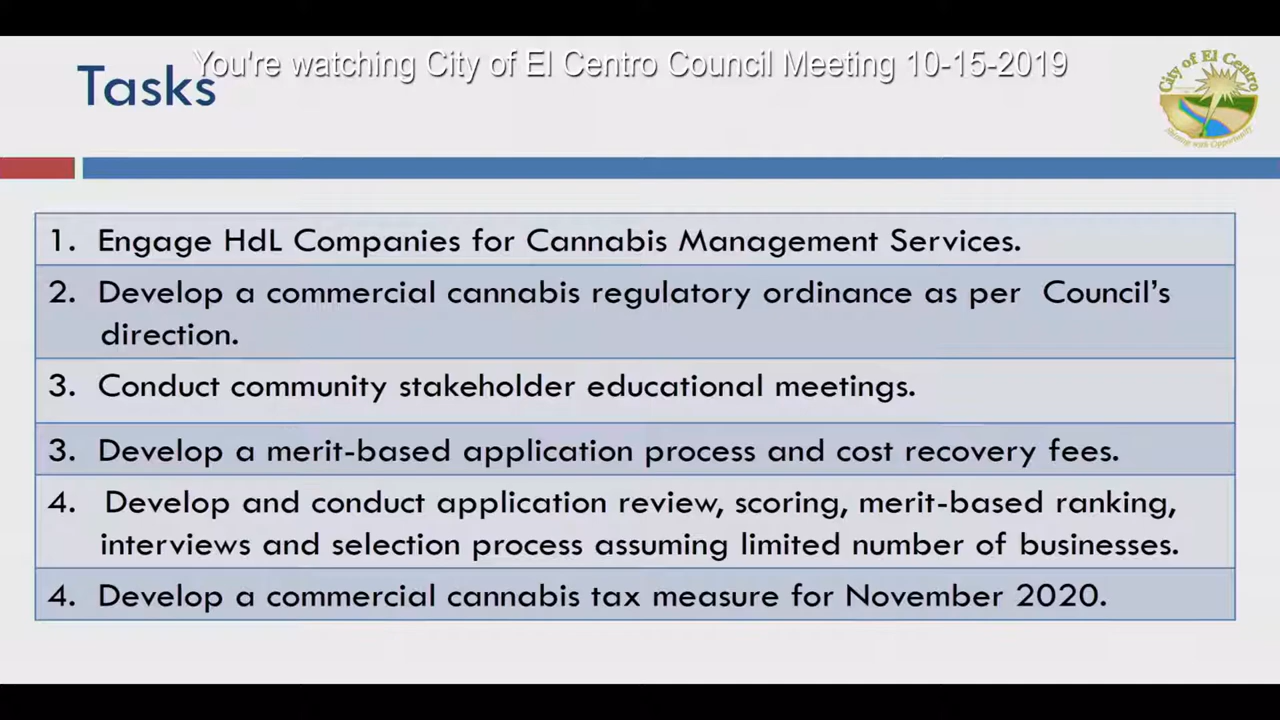 You're watching City of El Centro Council Meeting 10-15-2019
Tasks
City of El Centro
Shining with Opportunity
1. Engage HdL Companies for Cannabis Management Services.
2. Develop a commercial cannabis regulatory ordinance as per Council's
direction.
3. Conduct community stakeholder educational meetings.
3. Develop a merit-based application process and cost recovery fees.
4. Develop and conduct application review, scoring, merit-based ranking,
interviews and selection process assuming limited number of businesses.
4. Develop a commercial cannabis tax measure for November 2020.